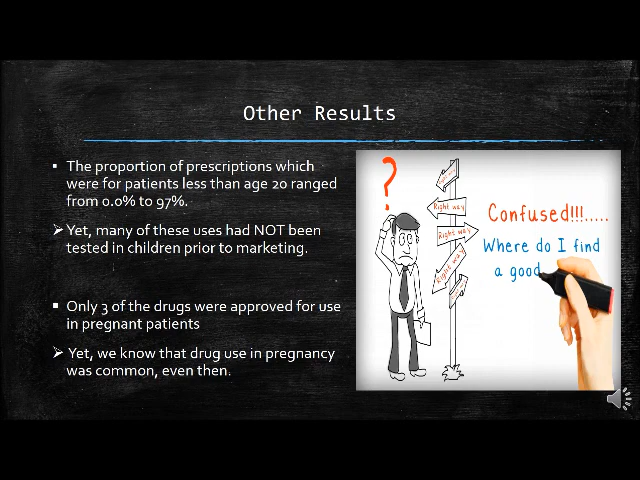 Other Results
The proportion of prescriptions which
were for patients less than age 20 ranged
from 0.0% to 97%.
Yet, many of these uses had NOT been
tested in children prior to marketing.
Only 3 of the drugs were approved for use
in pregnant patients
Yet, we know that drug use in pregnancy
was common, even then.
?
Right way
Right way
Right way
Confused!!!.....
Where do I find
a good